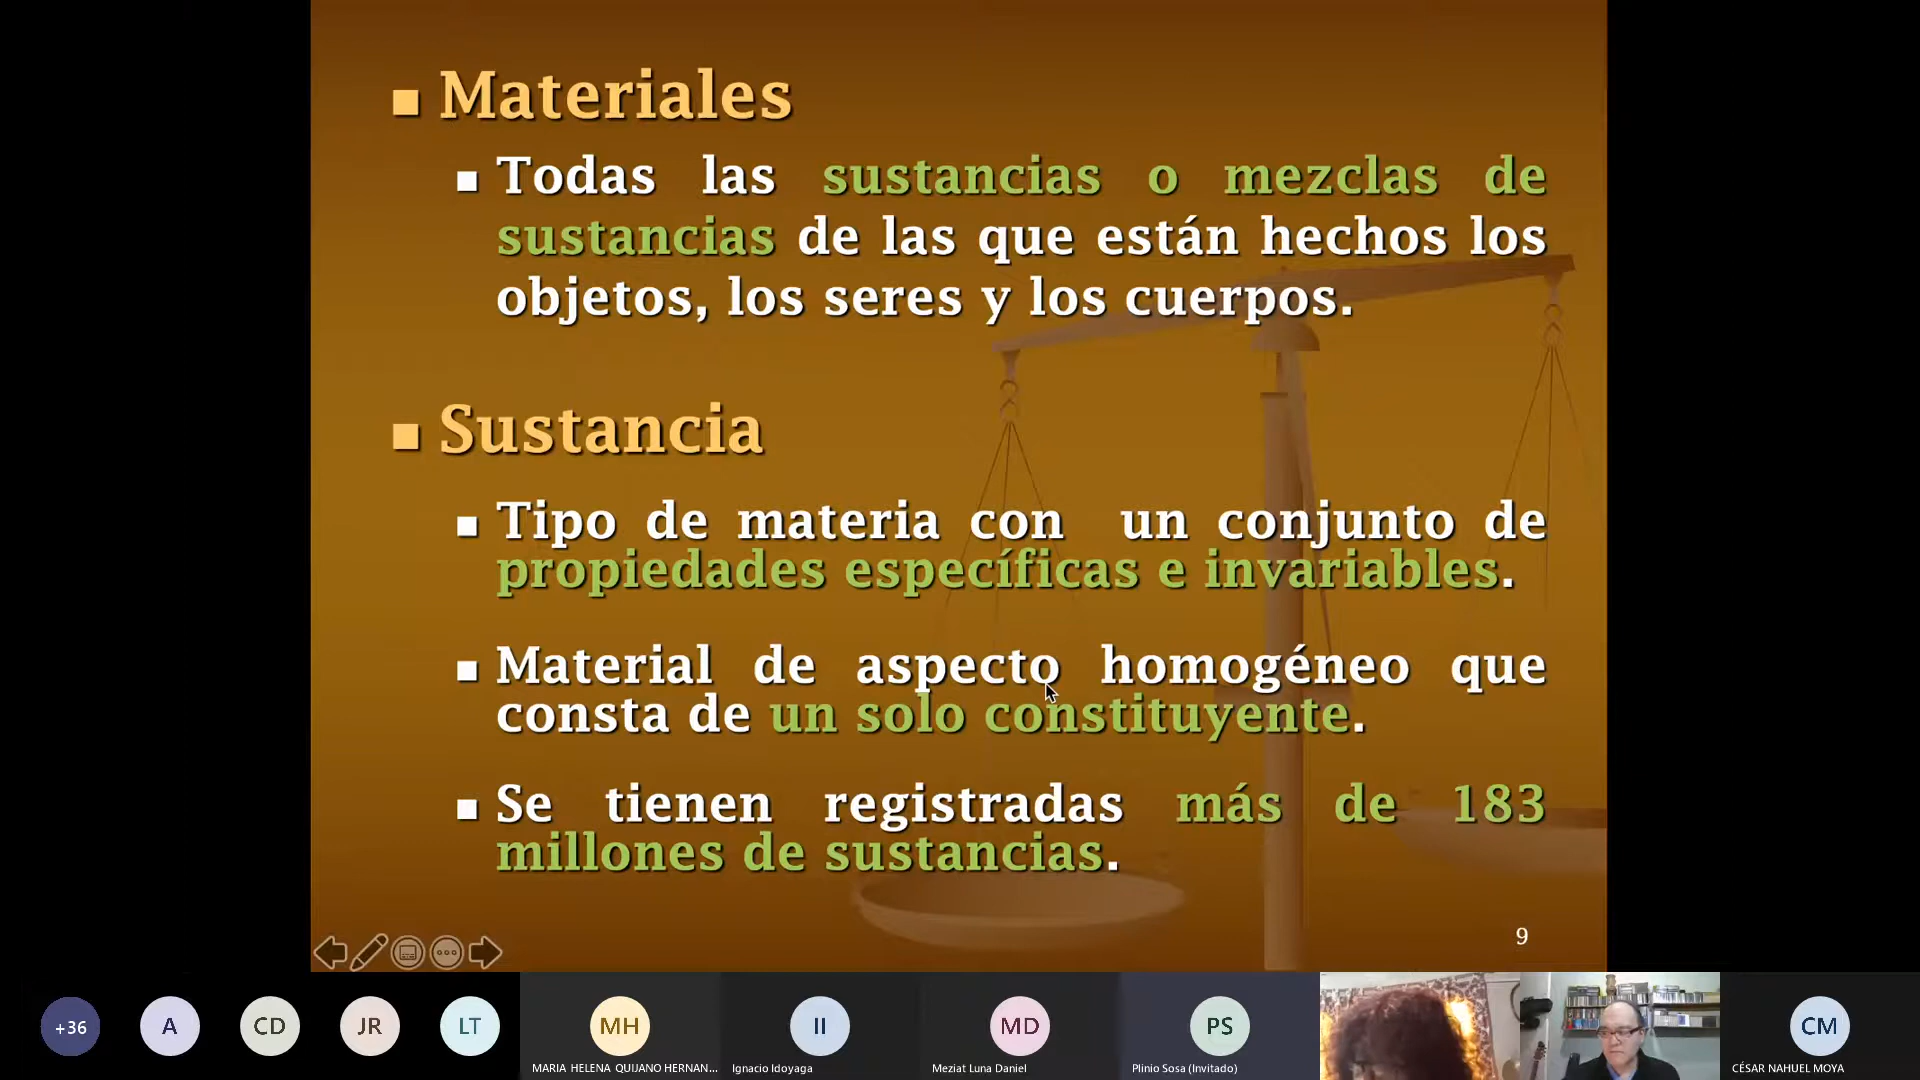 Materiales
Todas las sustancias o mezclas de
sustancias de las que están hechos los
objetos, los seres y los cuerpos.
Sustancia
Tipo de materia con un conjunto de
propiedades específicas e invariables.
Material de aspecto homogéneo que
consta de un solo constituyente.
Se tienen registradas más de 183
millones de sustancias.
9
+36
A
CD
JR
LT
MH
II
MD
PS
CM
MARIA HELENA QUIJANO HERNAN...
Ignacio Idoyaga
Meziat Luna Daniel
Plinio Sosa (Invitado)
CÉSAR NAHUEL MOYA